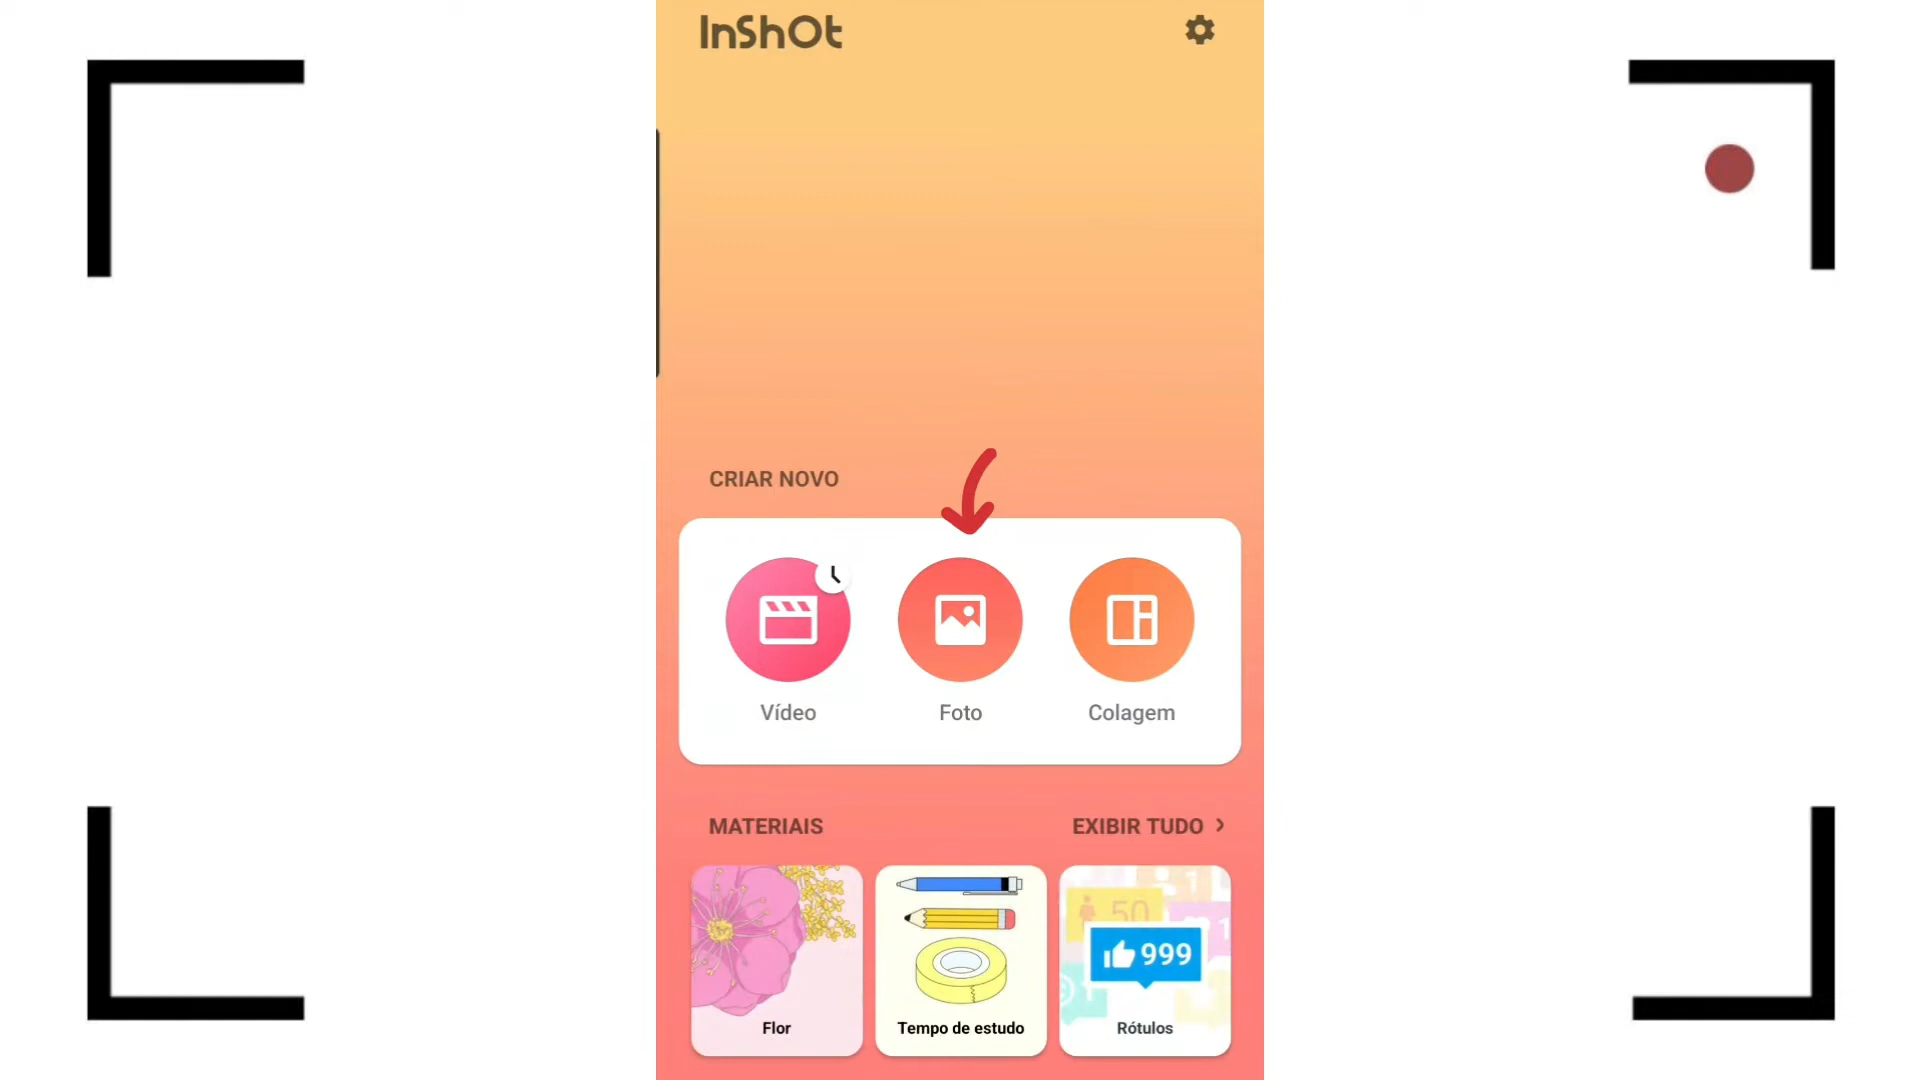 InShOt
CRIAR NOVO
Vídeo
Foto
Colagem
MATERIAIS
EXIBIR TUDO
50
999
Flor
Tempo de estudo
Rótulos